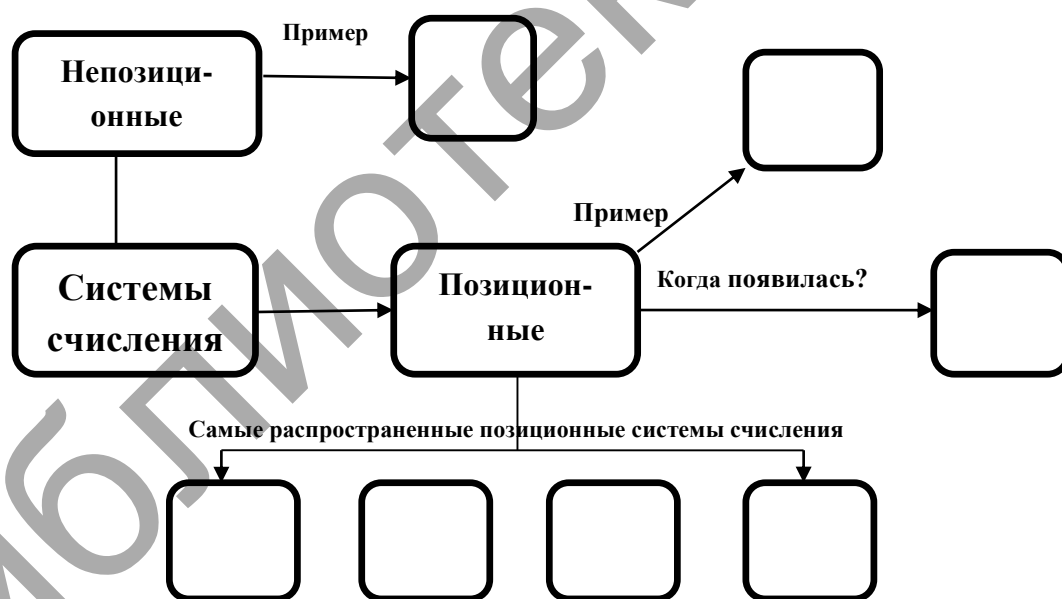 Пример
Непозици-
онные
Пример
Системы
счисления
Позицион-
ные
Когда появилась?
Самые распространенные позиционные системы счисления